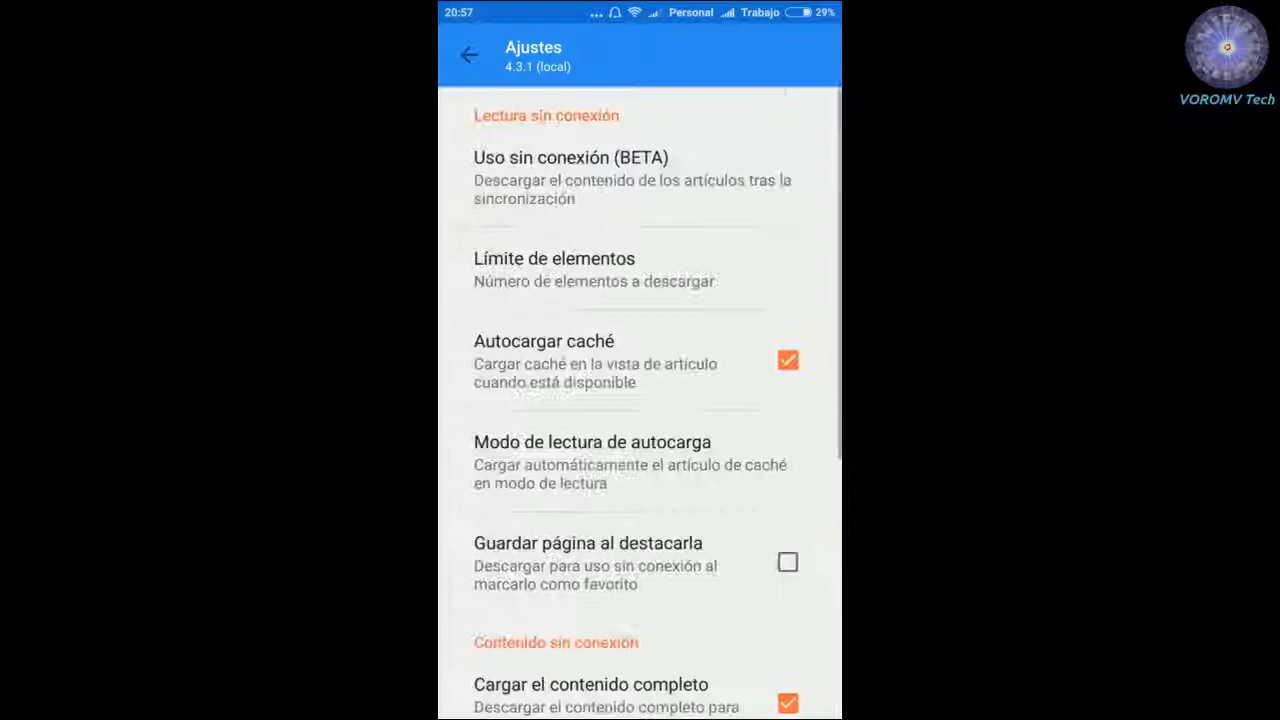 20:57 ... Personal Trabajo 29%
Ajustes
4.3.1 (local)
Lectura sin conexión
Uso sin conexión (BETA)
Descargar el contenido de los artículos tras la
sincronización
Límite de elementos
Número de elementos a descargar
Autocargar caché
Cargar caché en la vista de artículo
cuando está disponible
Modo de lectura de autocarga
Cargar automáticamente el artículo de caché
en modo de lectura
Guardar página al destacarla
Descargar para uso sin conexión al
marcarlo como favorito
Contenido sin conexión
Cargar el contenido completo
Descargar el contenido completo para
VOROMV Tech